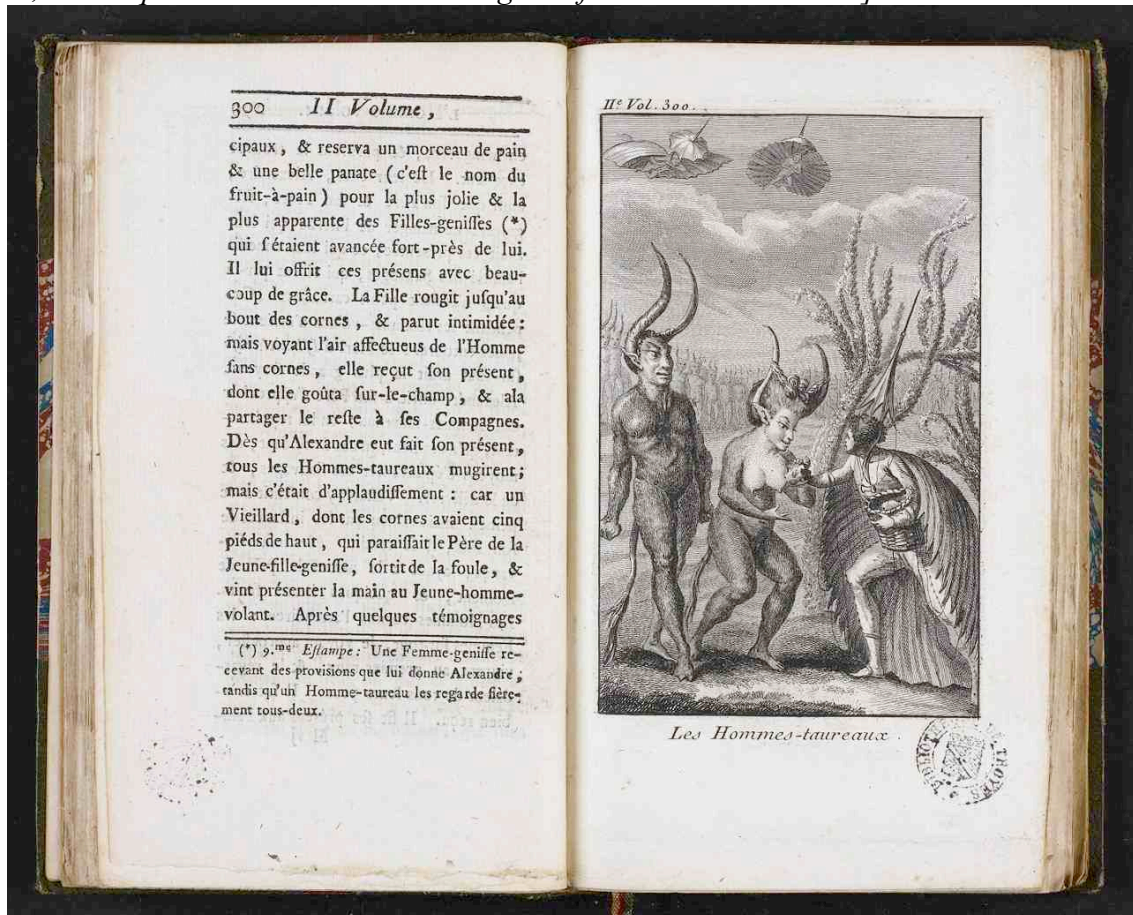 300 II Volume,
cipaux, & reserva un morceau de pain
& une belle panate (c'eſt le nom du
fruit-à-pain) pour la plus jolie & la
plus apparente des Filles-geniſſes (*)
qui ſ'étaient avancée fort-près de lui.
Il lui offrit ces présens avec beau-
coup de grâce. La Fille rougit juſqu'au
bout des cornes, & parut intimidée:
mais voyant l'air affectueus de l'Homme
ſans cornes, elle reçut ſon présent,
dont elle goûta ſur-le-champ, & ala
partager le reſte à ſes Compagnes.
Dès qu'Alexandre eut fait ſon présent,
tous les Hommes-taureaux mugirent;
mais c'était d'applaudiſſement: car un
Vieillard, dont les cornes avaient cinq
piéds de haut, qui paraiſſait le Père de la
Jeune-fille-geniſſe, ſortit de la foule, &
vint présenter la main au Jeune-homme-
volant. Après quelques témoignages
(*) 9.me Eſtampe: Une Femme-geniſſe re-
cevant des provisions que lui donne Alexandre,
tandis qu'un Homme-taureau les regarde fière-
ment tous-deux.
IIe Vol. 300.
Les Hommes-taureaux.
TROYES